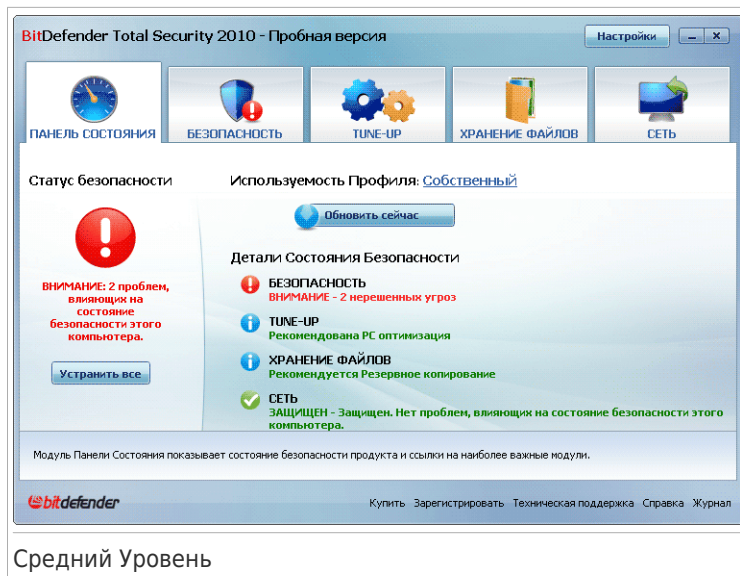 BitDefender Total Security 2010 - Пробная версия
Настройки
ПАНЕЛЬ СОСТОЯНИЯ
БЕЗОПАСНОСТЬ
TUNE-UP
ХРАНЕНИЕ ФАЙЛОВ
СЕТЬ
Статус безопасности
ВНИМАНИЕ: 2 проблем,
влияющих на
состояние
безопасности этого
компьютера.
Устранить все
Используемость Профиля: Собственный
Обновить сейчас
Детали Состояния Безопасности
БЕЗОПАСНОСТЬ
ВНИМАНИЕ - 2 нерешенных угроз
TUNE-UP
Рекомендована PC оптимизация
ХРАНЕНИЕ ФАЙЛОВ
Рекомендуется Резервное копирование
СЕТЬ
ЗАЩИЩЕН - Защищен. Нет проблем, влияющих на состояние безопасности этого
компьютера.
Модуль Панели Состояния показывает состояние безопасности продукта и ссылки на наиболее важные модули.
bitdefender
Купить Зарегистрировать Техническая поддержка Справка Журнал
Средний Уровень